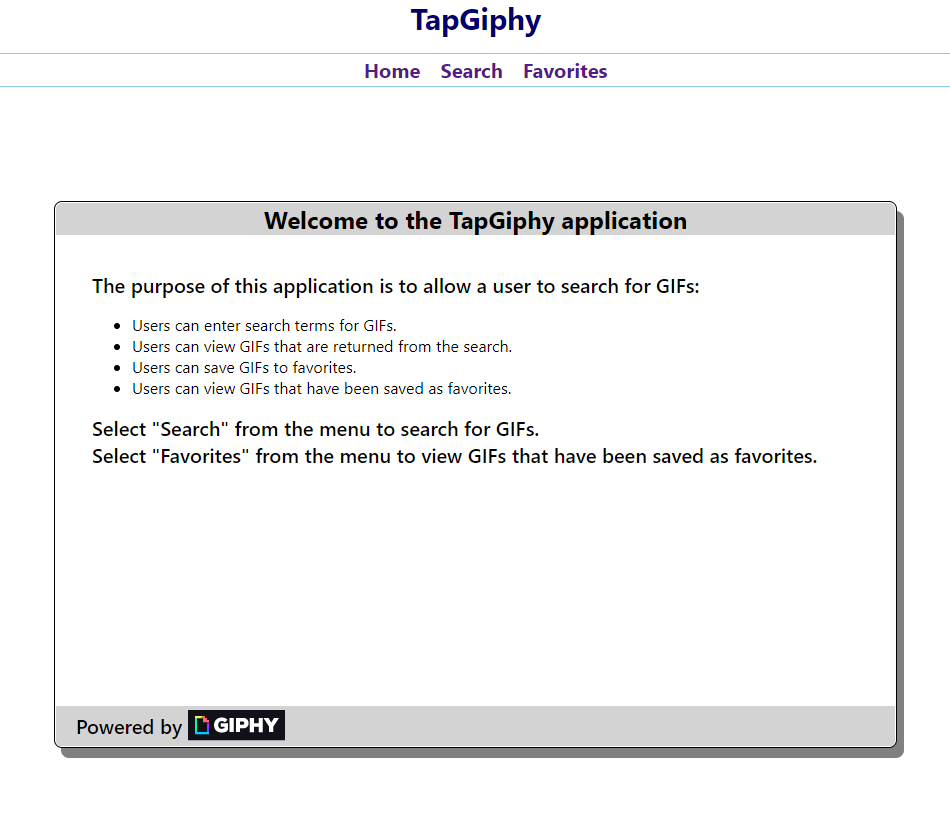 TapGiphy
Home Search Favorites
Welcome to the TapGiphy application
The purpose of this application is to allow a user to search for GIFs:
Users can enter search terms for GIFs.
Users can view GIFs that are returned from the search.
Users can save GIFs to favorites.
Users can view GIFs that have been saved as favorites.
Select "Search" from the menu to search for GIFs.
Select "Favorites" from the menu to view GIFs that have been saved as favorites.
Powered by GIPHY